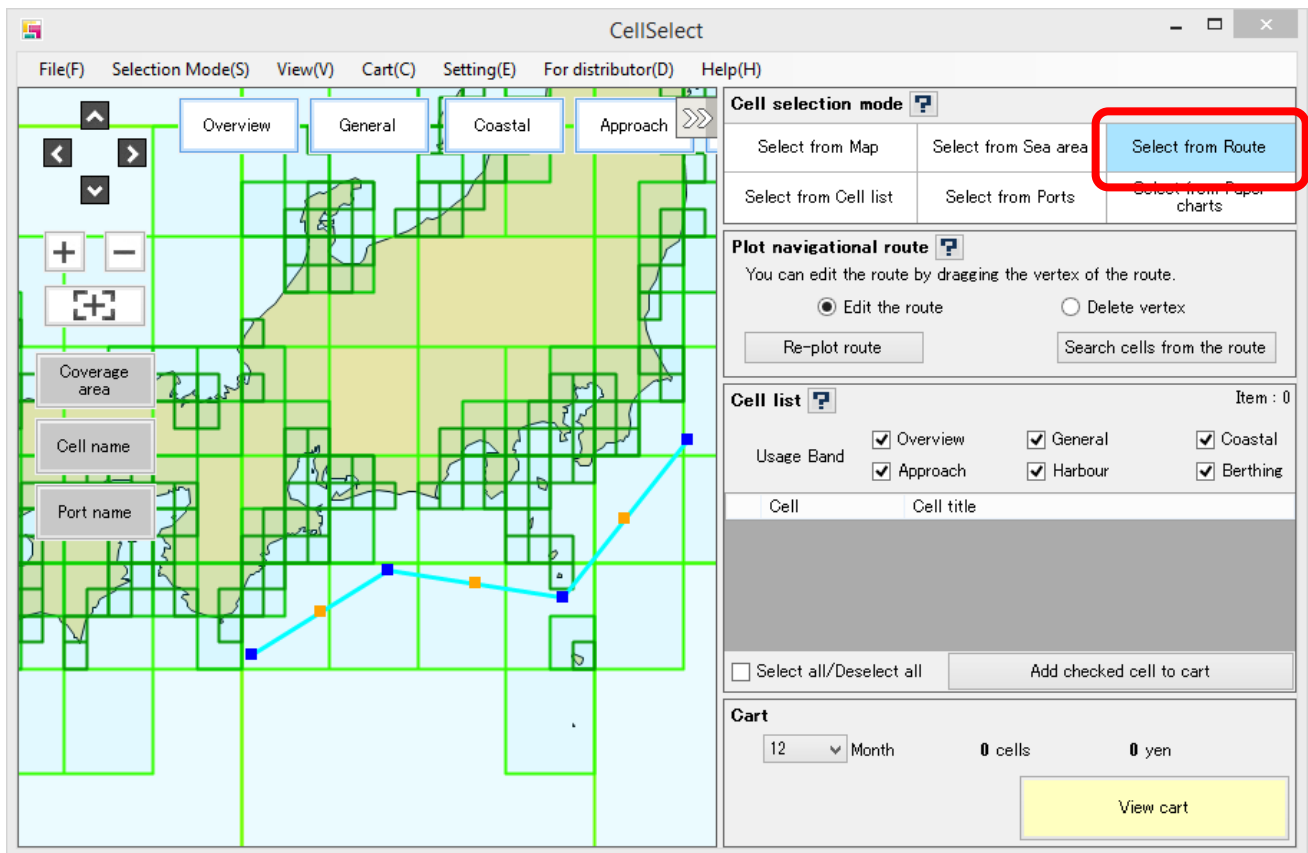 CellSelect
File(F) Selection Mode(S) View(V) Cart(C) Setting(E) For distributor(D) Help(H)
Overview General Coastal Approach
Coverage
area
Cell name
Port name
Cell selection mode ?
Select from Map Select from Sea area Select from Route
Select from Cell list Select from Ports Select from Paper
charts
Plot navigational route ?
You can edit the route by dragging the vertex of the route.
Edit the route Delete vertex
Re-plot route Search cells from the route
Cell list ? Item : 0
Usage Band Overview General Coastal
Approach Harbour Berthing
Cell Cell title
Select all/Deselect all Add checked cell to cart
Cart
12 Month 0 cells 0 yen
View cart